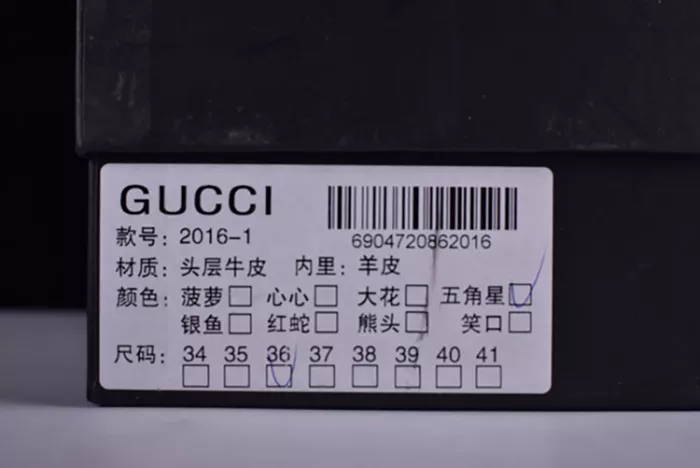 GUCCI
6904720862016
款号：2016-1
材质：头层牛皮 内里：羊皮
颜色：菠萝 心心 大花 五角星
银鱼 红蛇 熊头 笑口
尺码：34 35 36 37 38 39 40 41